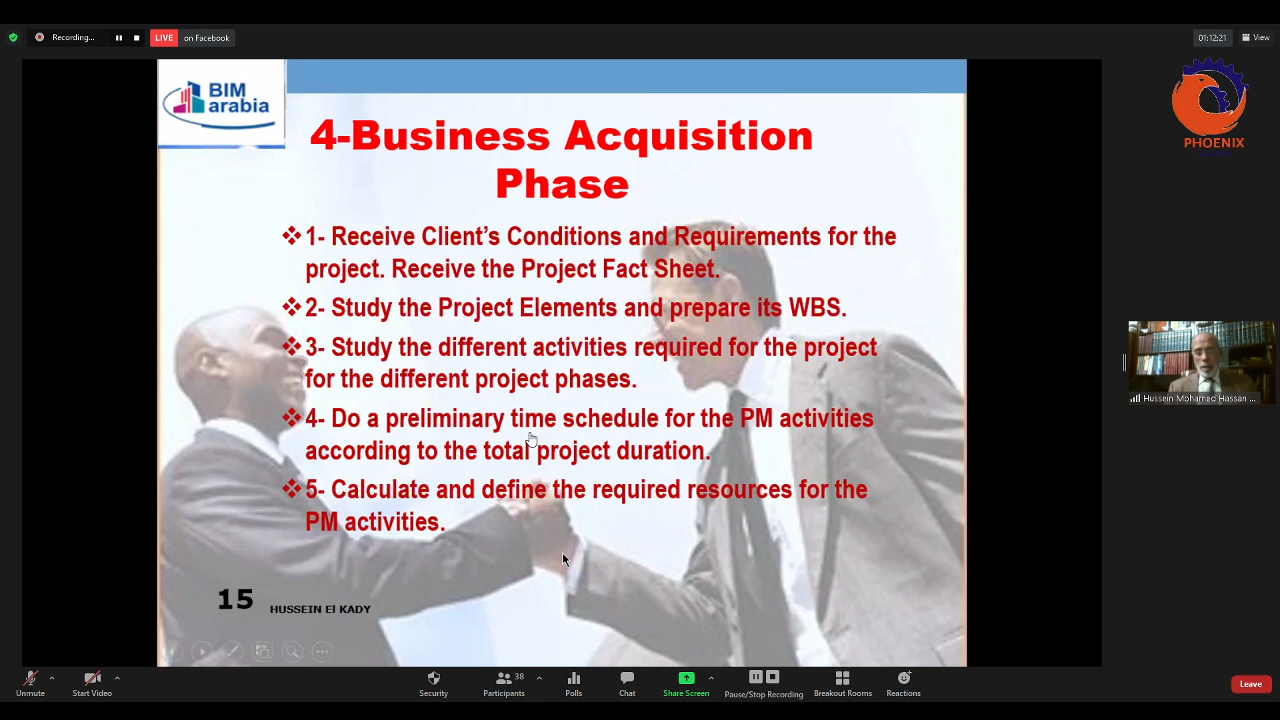 Recording...
LIVE
on Facebook
01:12:21
View
BIM
arabia
PHOENIX
4-Business Acquisition
Phase
1- Receive Client’s Conditions and Requirements for the
project. Receive the Project Fact Sheet.
2- Study the Project Elements and prepare its WBS.
3- Study the different activities required for the project
for the different project phases.
4- Do a preliminary time schedule for the PM activities
according to the total project duration.
5- Calculate and define the required resources for the
PM activities.
Hussein Mohamed Hassan ...
15
HUSSEIN El KADY
Unmute
Start Video
Security
Participants
38
Polls
Chat
Share Screen
Pause/Stop Recording
Breakout Rooms
Reactions
Leave